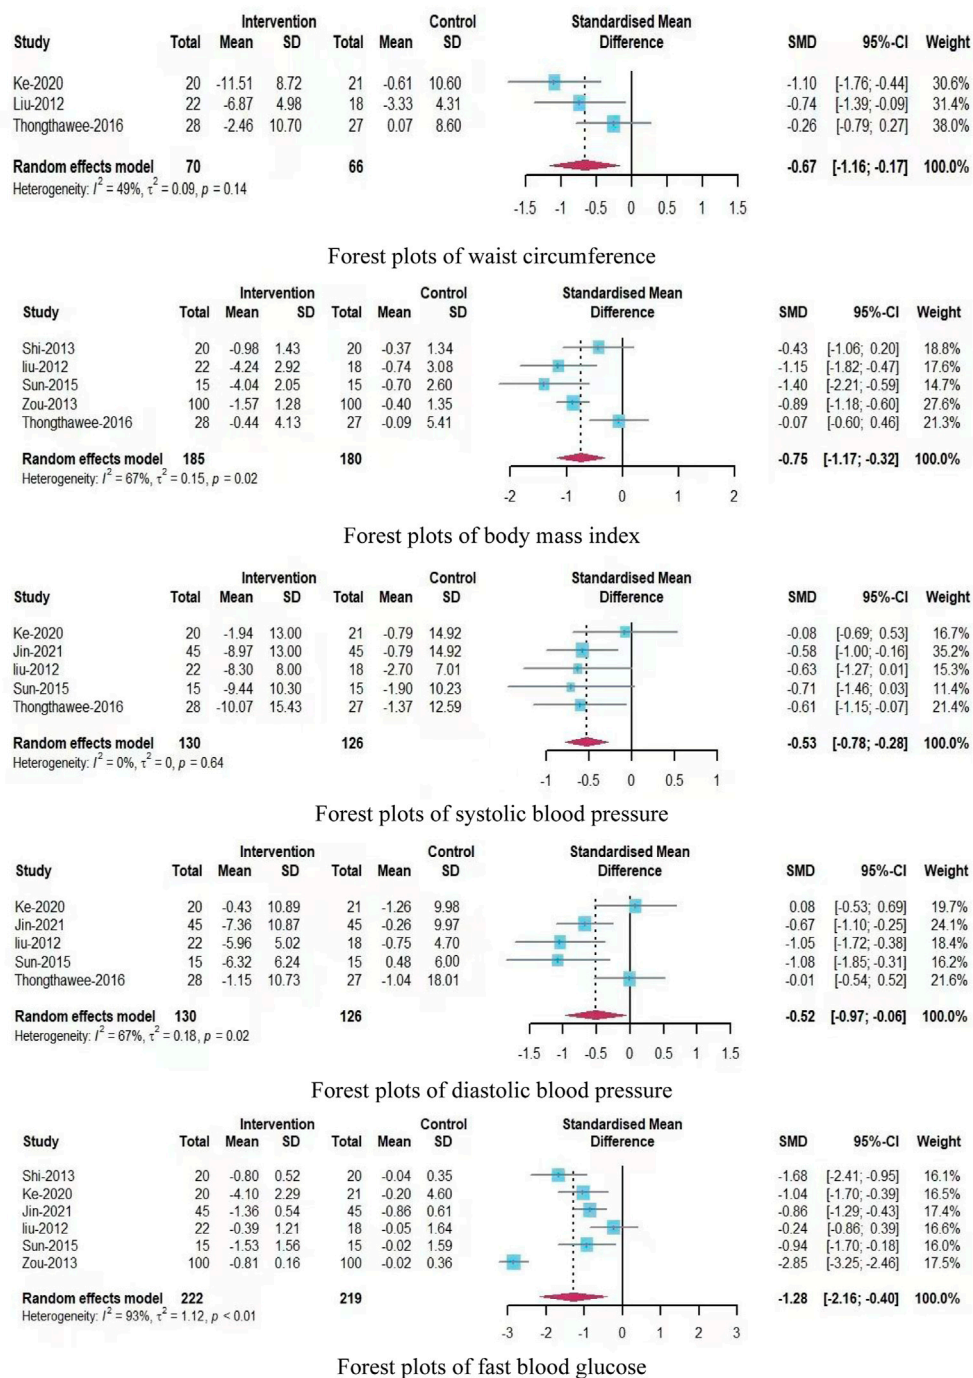 Intervention Control Standardised Mean
Study Total Mean SD Total Mean SD Difference SMD 95%-CI Weight
Ke-2020 20 -11.51 8.72 21 -0.61 10.60 -1.10 [-1.76; -0.44] 30.6%
Liu-2012 22 -6.87 4.98 18 -3.33 4.31 -0.74 [-1.39; -0.09] 31.4%
Thongthawee-2016 28 -2.46 10.70 27 0.07 8.60 -0.26 [-0.79; 0.27] 38.0%
Random effects model 70 66 -0.67 [-1.16; -0.17] 100.0%
Heterogeneity: I² = 49%, τ² = 0.09, p = 0.14
-1.5 -1 -0.5 0 0.5 1 1.5
Forest plots of waist circumference
Intervention Control Standardised Mean
Study Total Mean SD Total Mean SD Difference SMD 95%-CI Weight
Shi-2013 20 -0.98 1.43 20 -0.37 1.34 -0.43 [-1.06; 0.20] 18.8%
liu-2012 22 -4.24 2.92 18 -0.74 3.08 -1.15 [-1.82; -0.47] 17.6%
Sun-2015 15 -4.04 2.05 15 -0.70 2.60 -1.40 [-2.21; -0.59] 14.7%
Zou-2013 100 -1.57 1.28 100 -0.40 1.35 -0.89 [-1.18; -0.60] 27.6%
Thongthawee-2016 28 -0.44 4.13 27 -0.09 5.41 -0.07 [-0.60; 0.46] 21.3%
Random effects model 185 180 -0.75 [-1.17; -0.32] 100.0%
Heterogeneity: I² = 67%, τ² = 0.15, p = 0.02
-2 -1 0 1 2
Forest plots of body mass index
Intervention Control Standardised Mean
Study Total Mean SD Total Mean SD Difference SMD 95%-CI Weight
Ke-2020 20 -1.94 13.00 21 -0.79 14.92 -0.08 [-0.69; 0.53] 16.7%
Jin-2021 45 -8.97 13.00 45 -0.79 14.92 -0.58 [-1.00; -0.16] 35.2%
liu-2012 22 -8.30 8.00 18 -2.70 7.01 -0.63 [-1.27; 0.01] 15.3%
Sun-2015 15 -9.44 10.30 15 -1.90 10.23 -0.71 [-1.46; 0.03] 11.4%
Thongthawee-2016 28 -10.07 15.43 27 -1.37 12.59 -0.61 [-1.15; -0.07] 21.4%
Random effects model 130 126 -0.53 [-0.78; -0.28] 100.0%
Heterogeneity: I² = 0%, τ² = 0, p = 0.64
-1 -0.5 0 0.5 1
Forest plots of systolic blood pressure
Intervention Control Standardised Mean
Study Total Mean SD Total Mean SD Difference SMD 95%-CI Weight
Ke-2020 20 -0.43 10.89 21 -1.26 9.98 0.08 [-0.53; 0.69] 19.7%
Jin-2021 45 -7.36 10.87 45 -0.26 9.97 -0.67 [-1.10; -0.25] 24.1%
liu-2012 22 -5.96 5.02 18 -0.75 4.70 -1.05 [-1.72; -0.38] 18.4%
Sun-2015 15 -6.32 6.24 15 0.48 6.00 -1.08 [-1.85; -0.31] 16.2%
Thongthawee-2016 28 -1.15 10.73 27 -1.04 18.01 -0.01 [-0.54; 0.52] 21.6%
Random effects model 130 126 -0.52 [-0.97; -0.06] 100.0%
Heterogeneity: I² = 67%, τ² = 0.18, p = 0.02
-1.5 -1 -0.5 0 0.5 1 1.5
Forest plots of diastolic blood pressure
Intervention Control Standardised Mean
Study Total Mean SD Total Mean SD Difference SMD 95%-CI Weight
Shi-2013 20 -0.80 0.52 20 -0.04 0.35 -1.68 [-2.41; -0.95] 16.1%
Ke-2020 20 -4.10 2.29 21 -0.20 4.60 -1.04 [-1.70; -0.39] 16.5%
Jin-2021 45 -1.36 0.54 45 -0.86 0.61 -0.86 [-1.29; -0.43] 17.4%
liu-2012 22 -0.39 1.21 18 -0.05 1.64 -0.24 [-0.86; 0.39] 16.6%
Sun-2015 15 -1.53 1.56 15 -0.02 1.59 -0.94 [-1.70; -0.18] 16.0%
Zou-2013 100 -0.81 0.16 100 -0.02 0.36 -2.85 [-3.25; -2.46] 17.5%
Random effects model 222 219 -1.28 [-2.16; -0.40] 100.0%
Heterogeneity: I² = 93%, τ² = 1.12, p < 0.01
-3 -2 -1 0 1 2 3
Forest plots of fast blood glucose